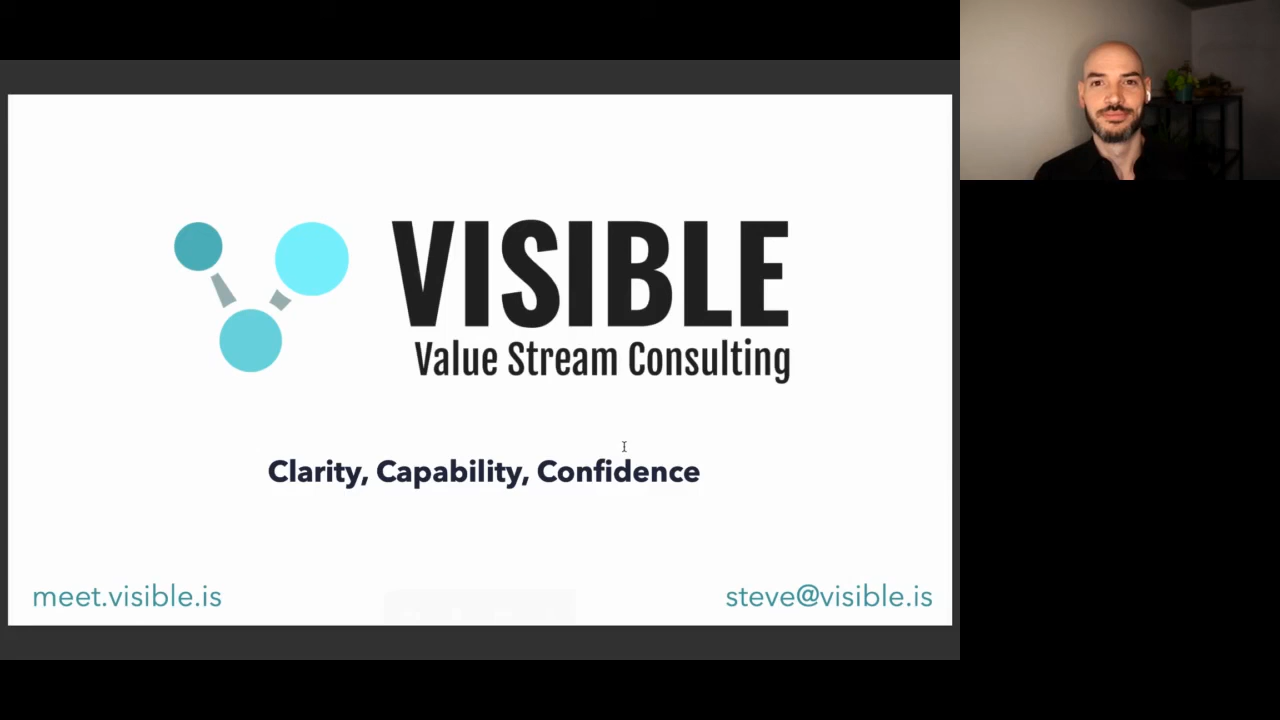 VISIBLE
Value Stream Consulting
Clarity, Capability, Confidence
meet.visible.is
steve@visible.is